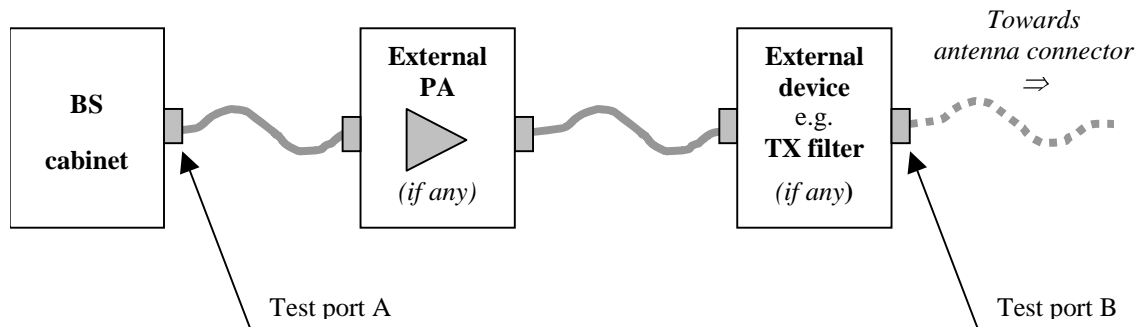 BS
cabinet
External
PA
(if any)
External
device
e.g.
TX filter
(if any)
Towards
antenna connector
⇒
Test port A
Test port B